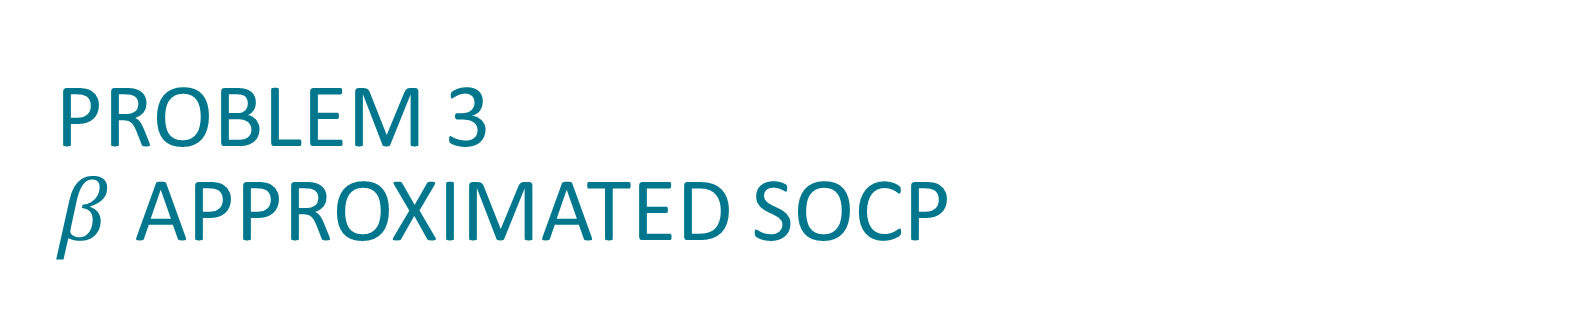 PROBLEM 3
β APPROXIMATED SOCP